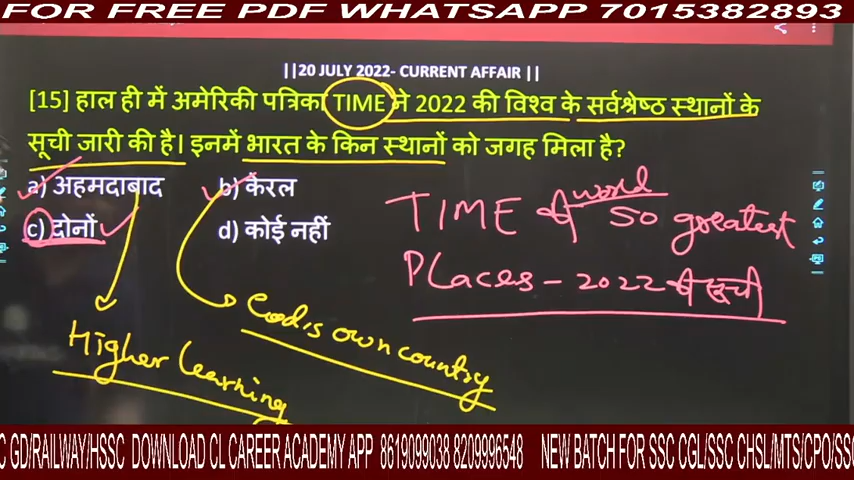 FOR FREE PDF WHATSAPP 7015382893
||20 JULY 2022- CURRENT AFFAIR ||
[15] हाल ही में अमेरिकी पत्रिका TIME ने 2022 की विश्व के सर्वश्रेष्ठ स्थानों के
सूची जारी की है। इनमें भारत के किन स्थानों को जगह मिला है?
a) अहमदाबाद b) केरल
c) दोनों d) कोई नहीं
world
TIME की 50 greatest
Places - 2022 की सूची
God is own country
Higher learning
C GD/RAILWAY/HSSC DOWNLOAD CL CAREER ACADEMY APP 8619099038 8209996548 NEW BATCH FOR SSC CGL/SSC CHSL/MTS/CPO/SSC